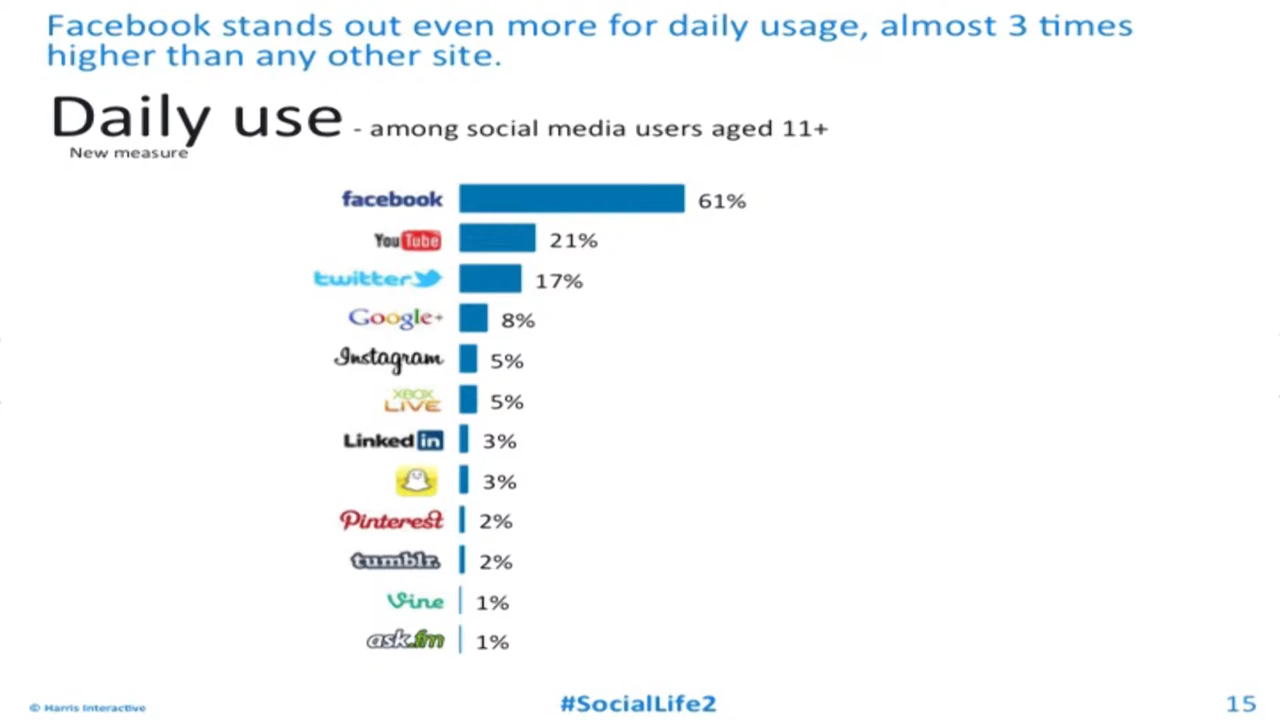 Facebook stands out even more for daily usage, almost 3 times
higher than any other site.
Daily use - among social media users aged 11+
New measure
facebook 61%
YouTube 21%
twitter 17%
Google+ 8%
Instagram 5%
XBOX LIVE 5%
Linked in 3%
3%
Pinterest 2%
tumblr. 2%
Vine 1%
ask.fm 1%
© Harris Interactive #SocialLife2 15